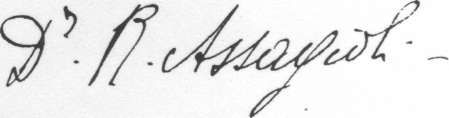 Dr. R. Assagioli. –